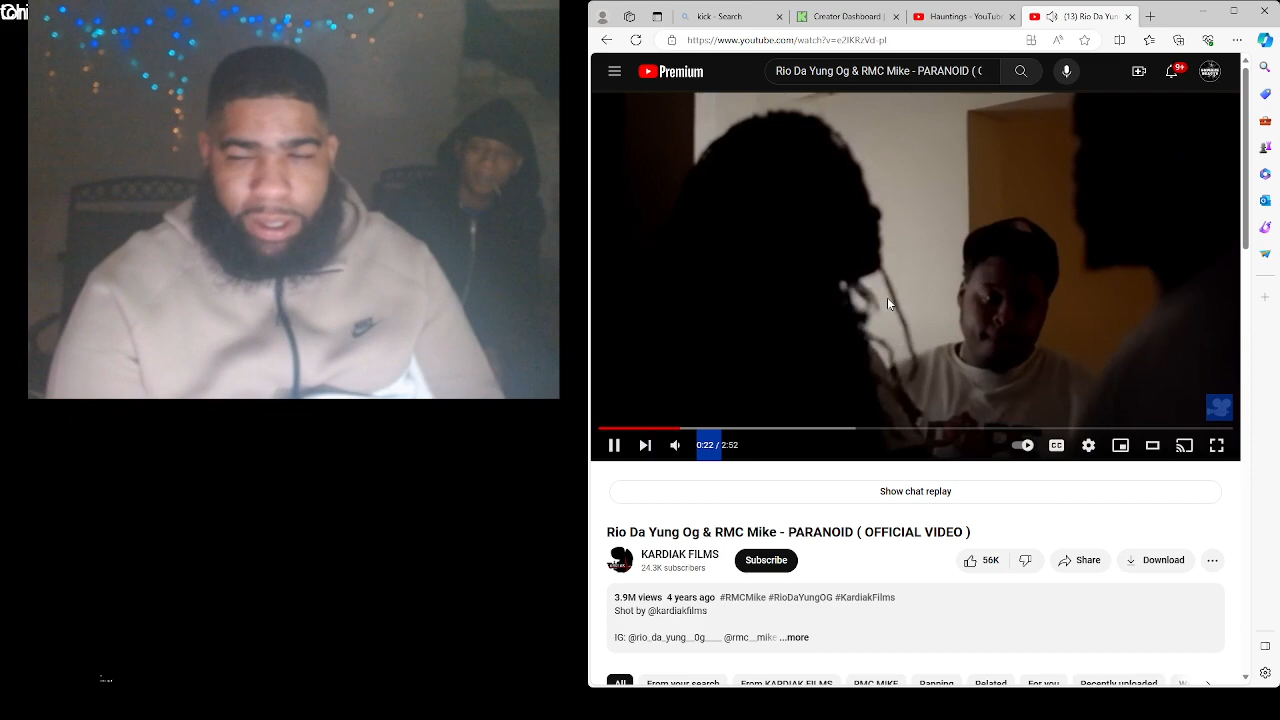 kick - Search
Creator Dashboard |
Hauntings - YouTube
(13) Rio Da Yun
https://www.youtube.com/watch?v=e2IKRzVd-pI
Premium
Rio Da Yung Og & RMC Mike - PARANOID ( C
9+
0:22 / 2:52
CC
Show chat replay
Rio Da Yung Og & RMC Mike - PARANOID ( OFFICIAL VIDEO )
KARDIAK FILMS
24.3K subscribers
Subscribe
56K
Share
Download
3.9M views 4 years ago #RMCMike #RioDaYungOG #KardiakFilms
Shot by @kardiakfilms
IG: @rio_da_yung__0g____ @rmc__mike ...more
All
From your search
From KARDIAK FILMS
RMC MIKE
Rapping
Related
For you
Recently uploaded